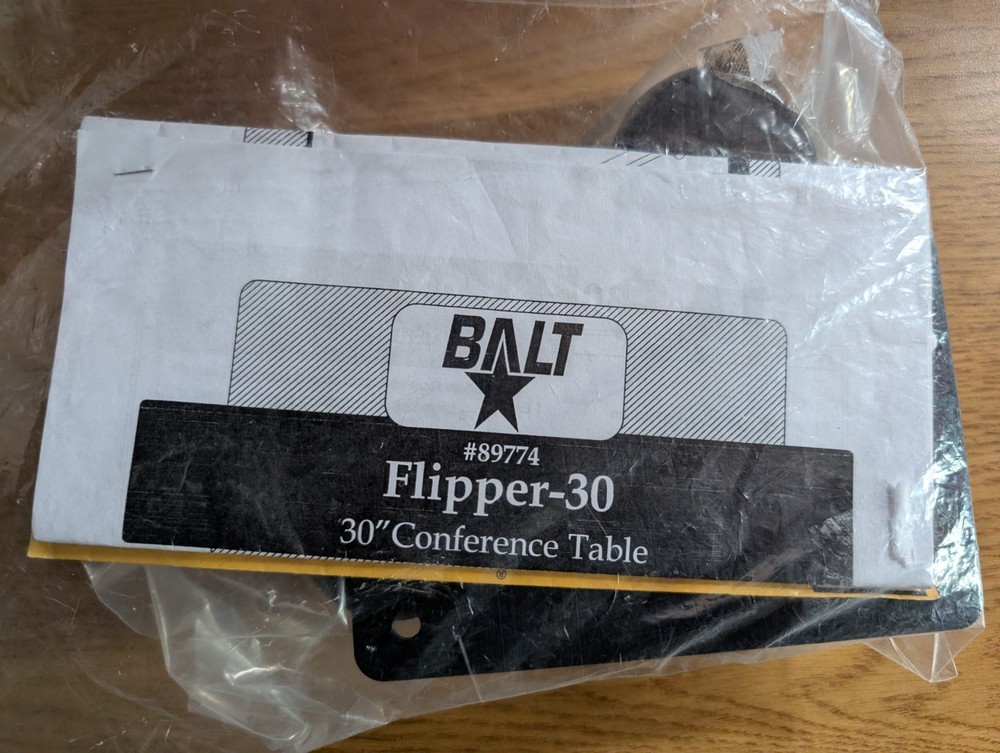 BALT
#89774
Flipper-30
30" Conference Table
®